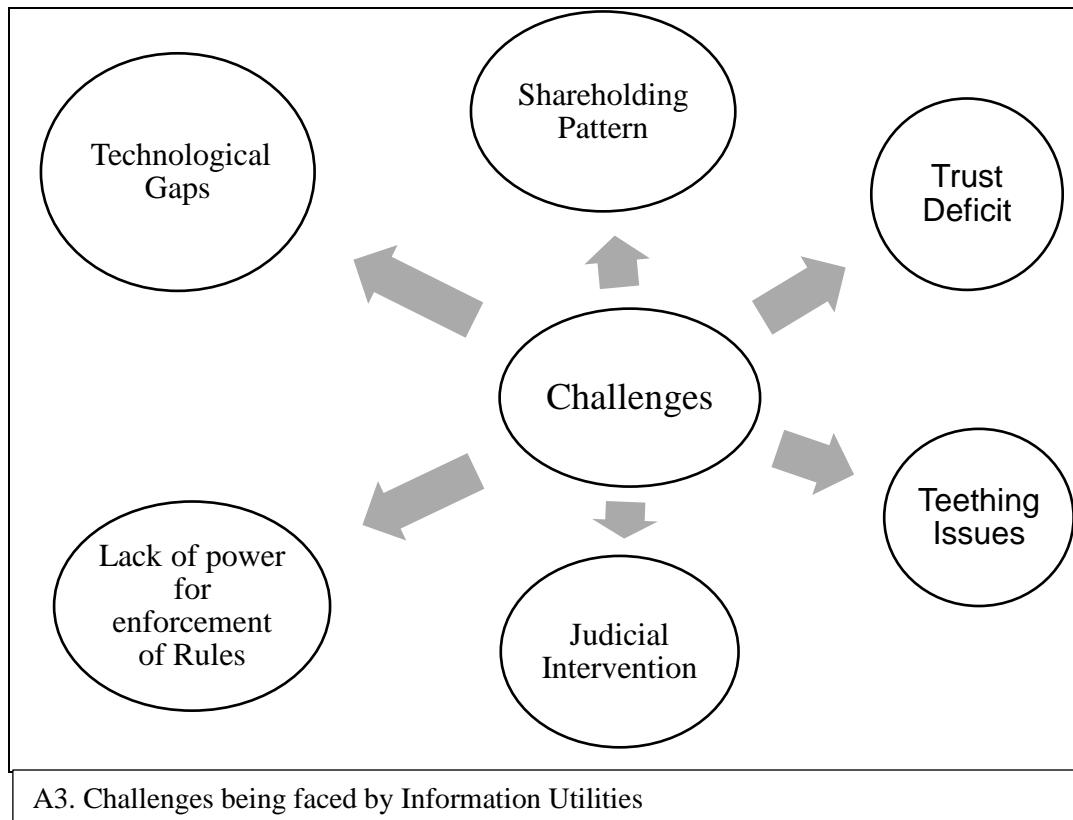 Technological
Gaps
Shareholding
Pattern
Trust
Deficit
Challenges
Teething
Issues
Lack of power
for
enforcement
of Rules
Judicial
Intervention
A3. Challenges being faced by Information Utilities